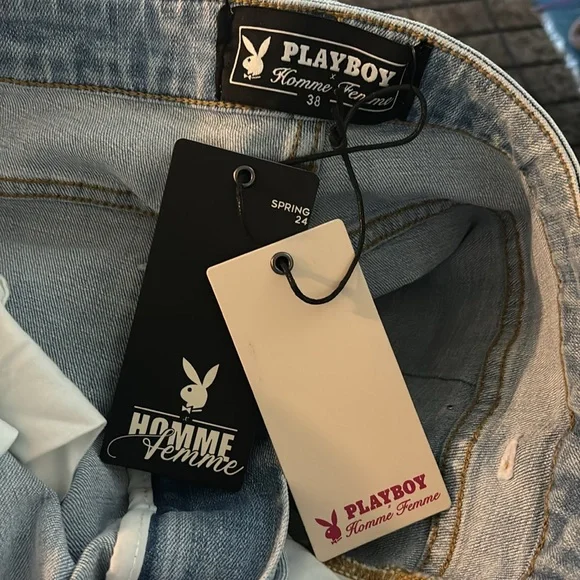 PLAYBOY
x
Homme Femme
38
SPRING
24
x
HOMME
femme
PLAYBOY
x
Homme Femme